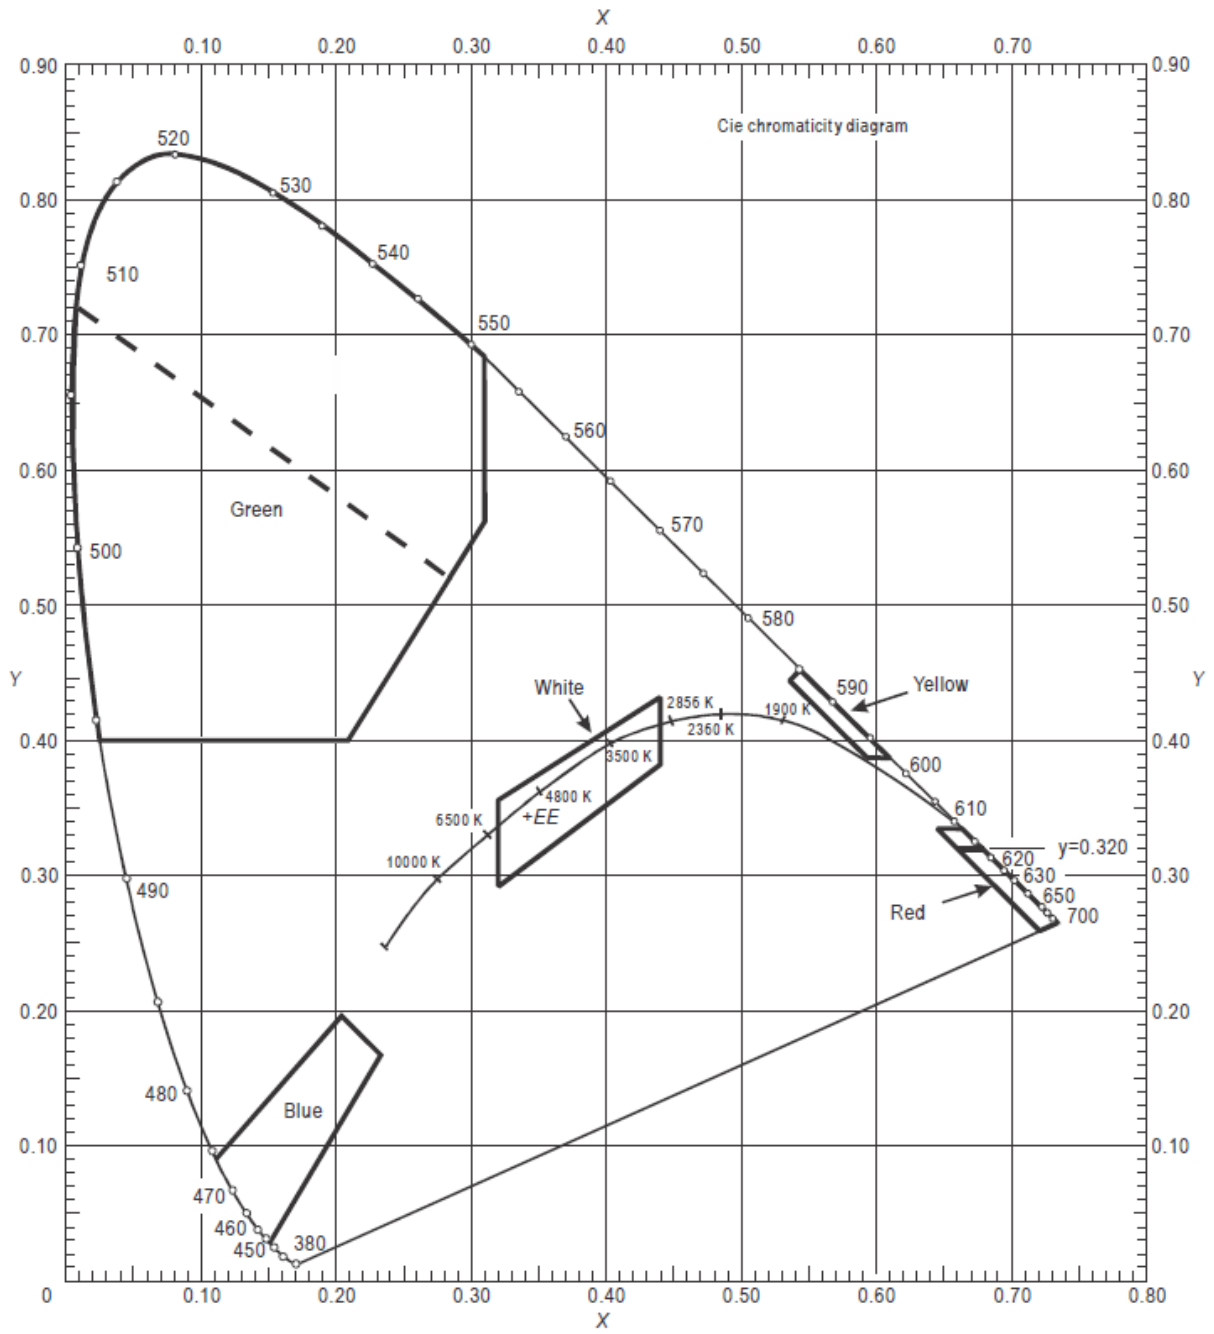 X
0.10 0.20 0.30 0.40 0.50 0.60 0.70
0.90 0.90
Cie chromaticity diagram
520
530
0.80 0.80
540
510
550
0.70 0.70
560
0.60 0.60
Green
570
500
0.50 0.50
580
Y Y
White
590
Yellow
2856 K
1900 K
2360 K
0.40 0.40
3500 K
600
4800 K
6500 K
+EE
610
y=0.320
10000 K
620
0.30 0.30
630
490
650
Red
700
0.20 0.20
480
Blue
0.10 0.10
470
460
450
380
0 0.10 0.20 0.30 0.40 0.50 0.60 0.70 0.80
X